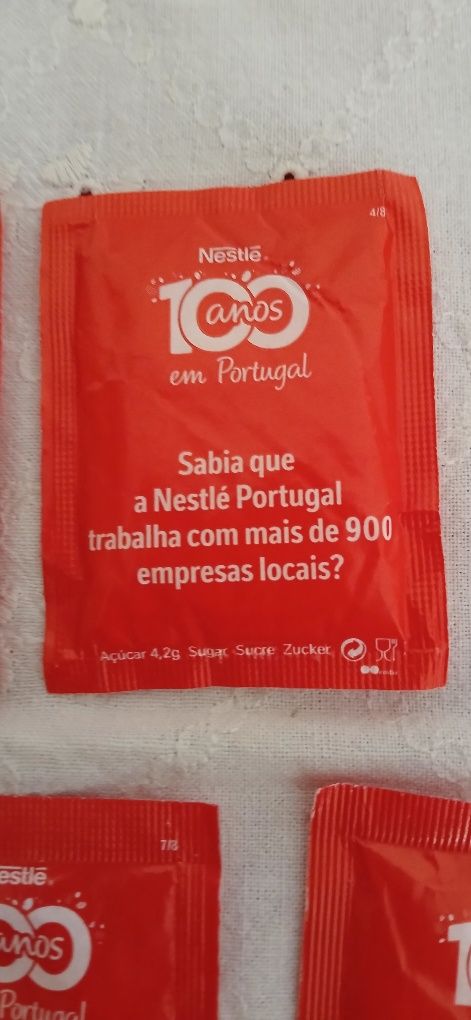 4/8
Nestlé
100 anos
em Portugal
Sabia que
a Nestlé Portugal
trabalha com mais de 900
empresas locais?
Açúcar 4,2g Sugar Sucre Zucker
7/8
anos
Portugal